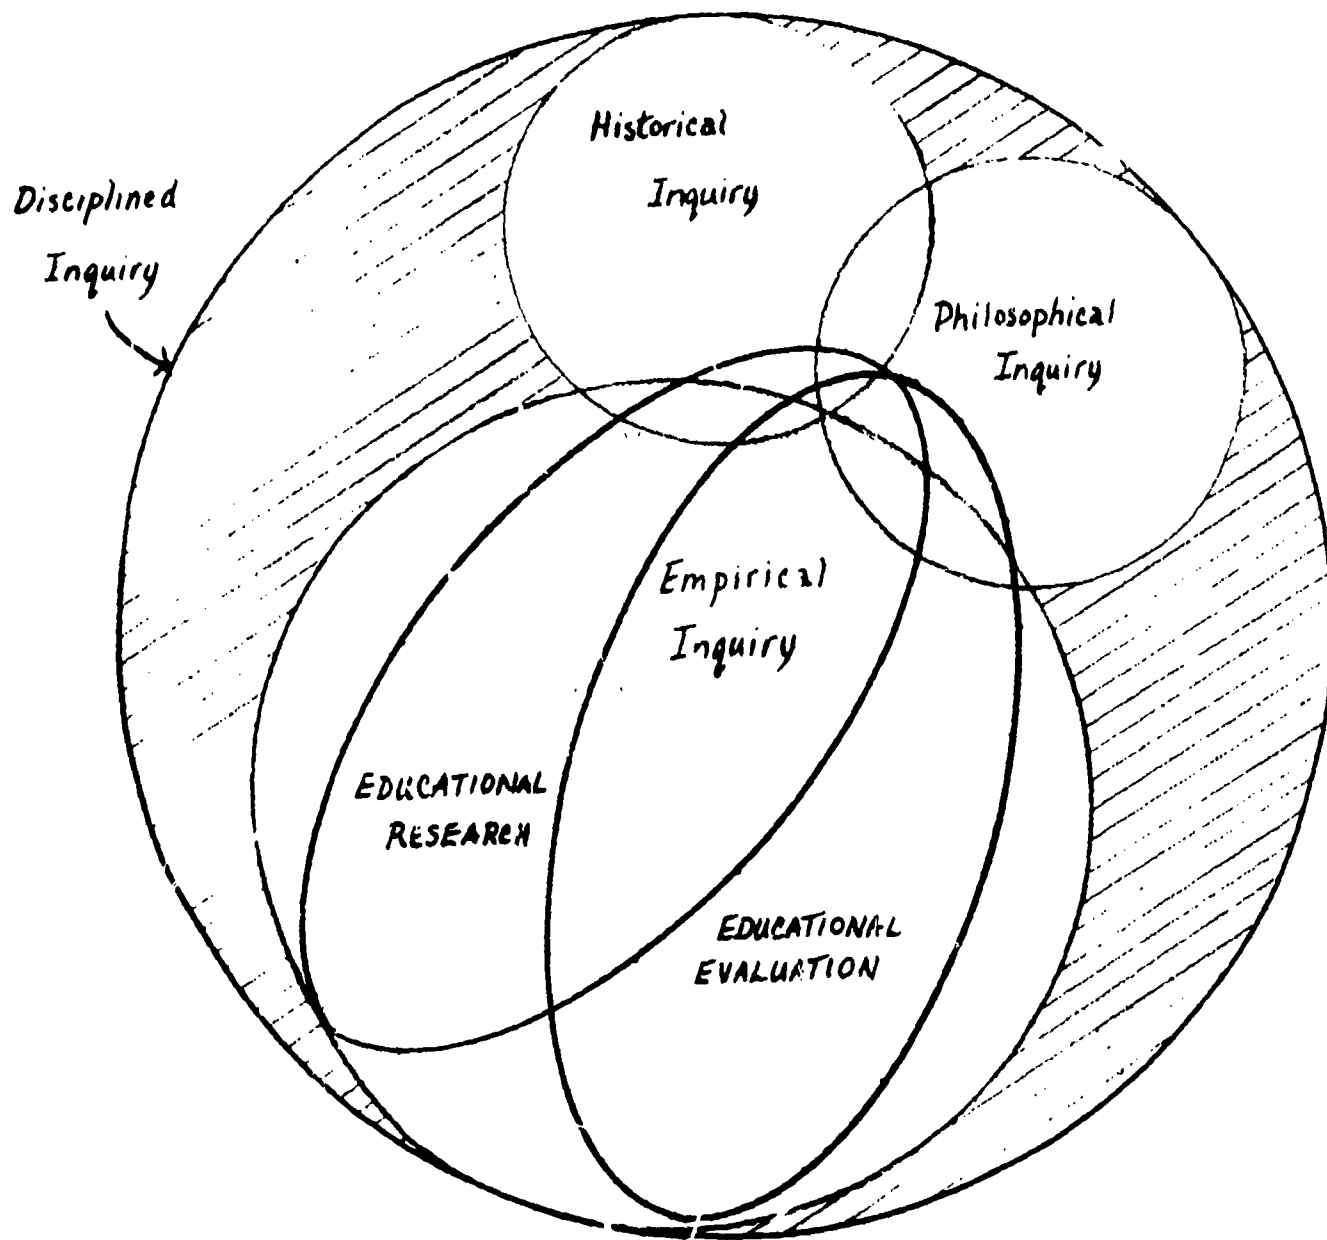 Historical
Inquiry
Disciplined
Inquiry
Philosophical
Inquiry
Empirical
Inquiry
EDUCATIONAL
RESEARCH
EDUCATIONAL
EVALUATION